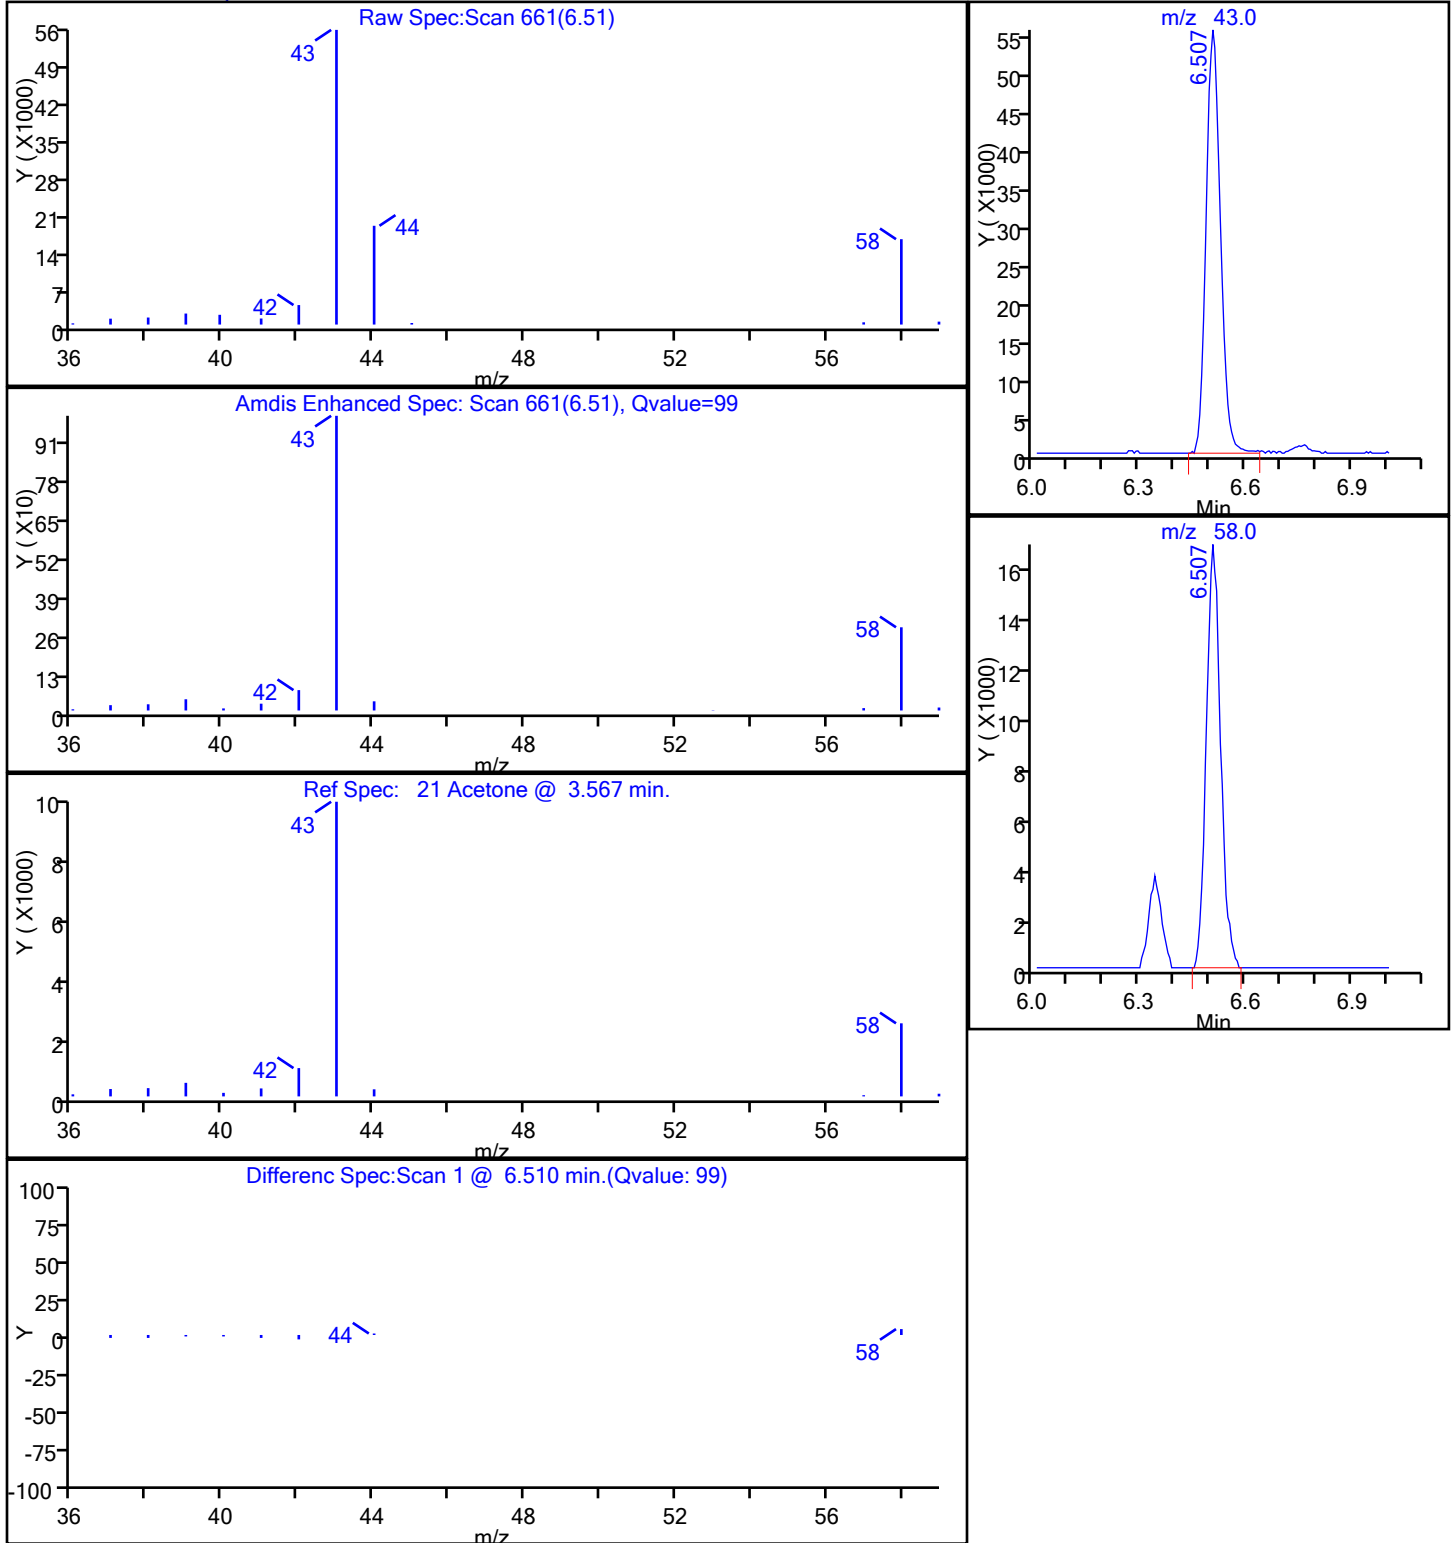 Raw Spec:Scan 661(6.51)
Y ( X1000)
56
49
42
35
28
21
14
7
0
43
44
42
58
36 40 44 48 52 56
m/z
Amdis Enhanced Spec: Scan 661(6.51), Qvalue=99
Y ( X10)
91
78
65
52
39
26
13
0
43
42
58
36 40 44 48 52 56
m/z
Ref Spec: 21 Acetone @ 3.567 min.
Y ( X1000)
10
8
6
4
2
0
43
42
58
36 40 44 48 52 56
m/z
Differenc Spec:Scan 1 @ 6.510 min.(Qvalue: 99)
Y
100
75
50
25
0
-25
-50
-75
-100
44
58
36 40 44 48 52 56
m/z
m/z 43.0
Y ( X1000)
55
50
45
40
35
30
25
20
15
10
5
0
6.507
6.0 6.3 6.6 6.9
Min
m/z 58.0
Y ( X1000)
16
14
12
10
8
6
4
2
0
6.507
6.0 6.3 6.6 6.9
Min